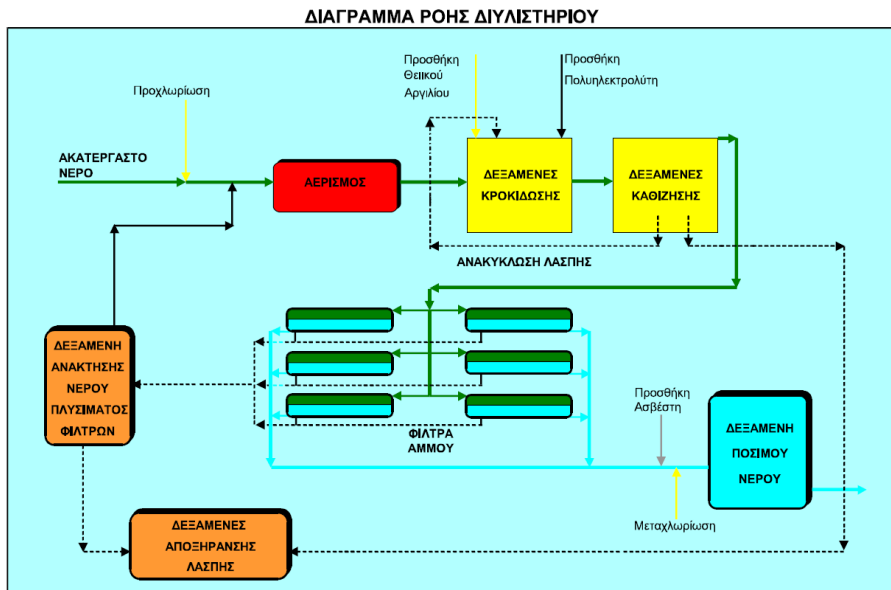 ΔΙΑΓΡΑΜΜΑ ΡΟΗΣ ΔΙΥΛΙΣΤΗΡΙΟΥ
Προσθήκη
Θειικού
Αργιλίου
Προσθήκη
Πολυηλεκτρολύτη
Προχλωρίωση
ΑΚΑΤΕΡΓΑΣΤΟ
ΝΕΡΟ
ΑΕΡΙΣΜΟΣ
ΔΕΞΑΜΕΝΕΣ
ΚΡΟΚΙΔΩΣΗΣ
ΔΕΞΑΜΕΝΕΣ
ΚΑΘΙΖΗΣΗΣ
ΑΝΑΚΥΚΛΩΣΗ ΛΑΣΠΗΣ
ΔΕΞΑΜΕΝΗ
ΑΝΑΚΤΗΣΗΣ
ΝΕΡΟΥ
ΠΛΥΣΙΜΑΤΟΣ
ΦΙΛΤΡΩΝ
ΦΙΛΤΡΑ
ΑΜΜΟΥ
Προσθήκη
Ασβέστη
ΔΕΞΑΜΕΝΗ
ΠΟΣΙΜΟΥ
ΝΕΡΟΥ
Μεταχλωρίωση
ΔΕΞΑΜΕΝΕΣ
ΑΠΟΞΗΡΑΝΣΗΣ
ΛΑΣΠΗΣ